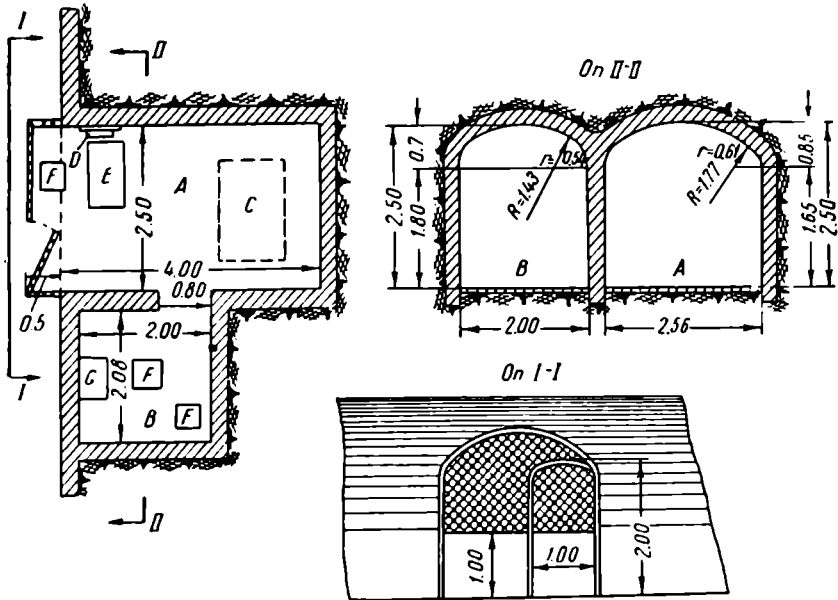 I
II
D
F
E
A
C
2.50
4.00
0.80
0.5
2.00
2.08
G
F
F
B
I
II
On II-II
0.7
2.50
1.80
r=0.54
R=1.43
B
2.00
r=0.61
R=1.77
A
2.56
0.85
1.65
2.50
On I-I
1.00
1.00
2.00